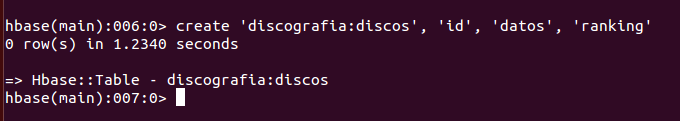 hbase(main):006:0> create 'discografia:discos', 'id', 'datos', 'ranking'
0 row(s) in 1.2340 seconds
=> Hbase::Table - discografia:discos
hbase(main):007:0>